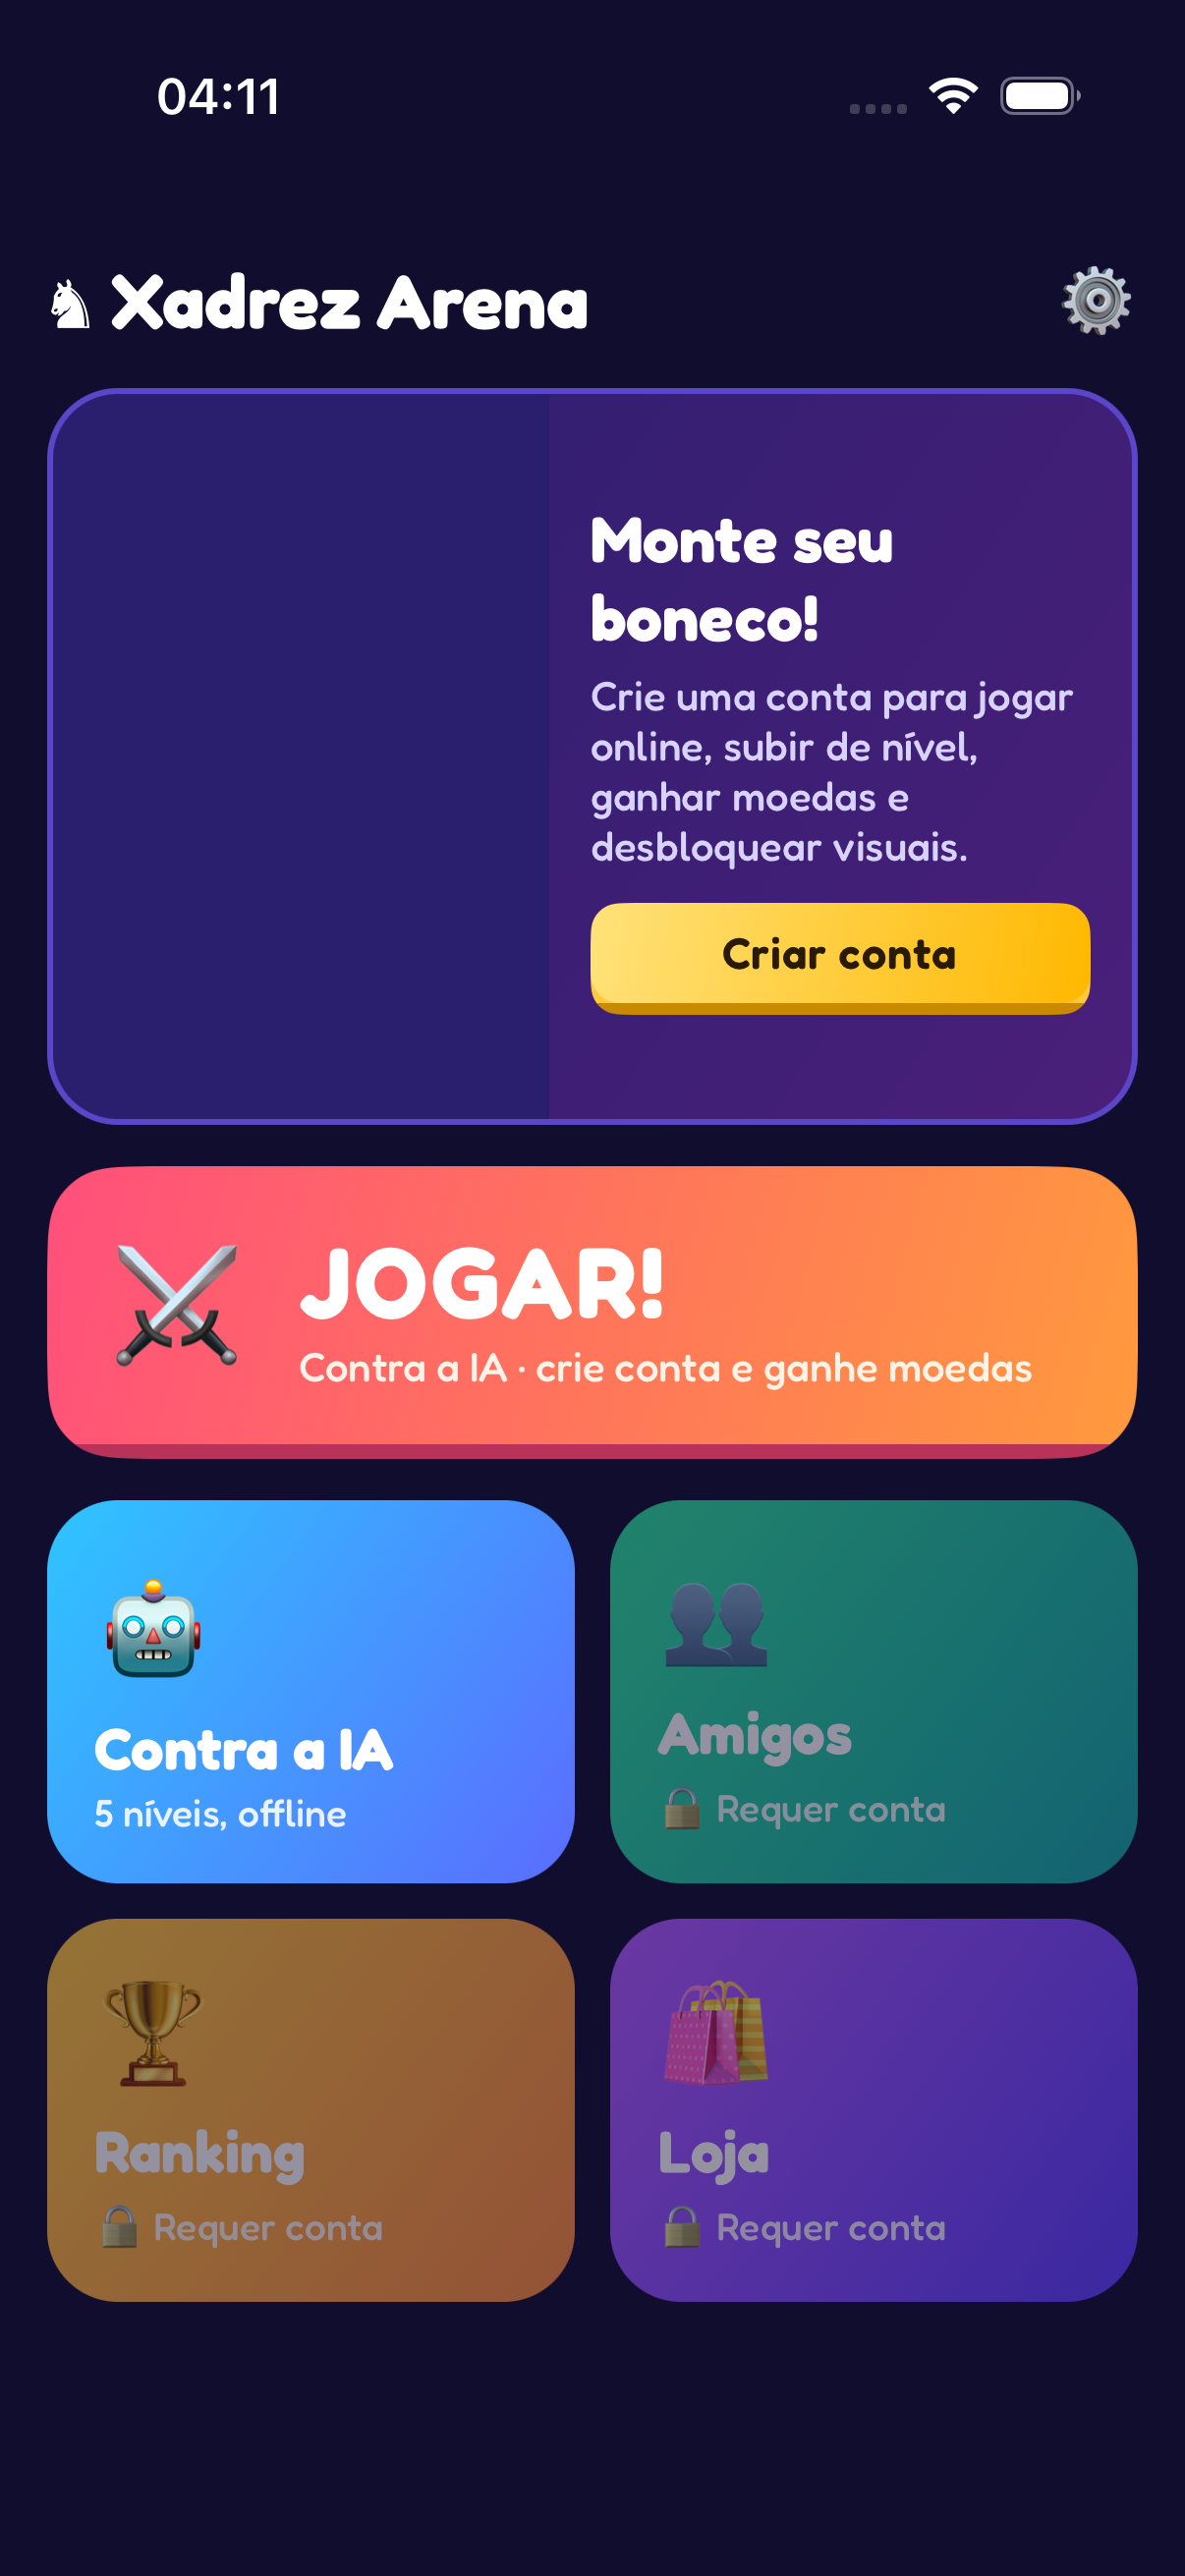 04:11
♞ Xadrez Arena
Monte seu
boneco!
Crie uma conta para jogar
online, subir de nível,
ganhar moedas e
desbloquear visuais.
Criar conta
JOGAR!
Contra a IA · crie conta e ganhe moedas
Contra a IA
5 níveis, offline
Amigos
🔒 Requer conta
Ranking
🔒 Requer conta
Loja
🔒 Requer conta